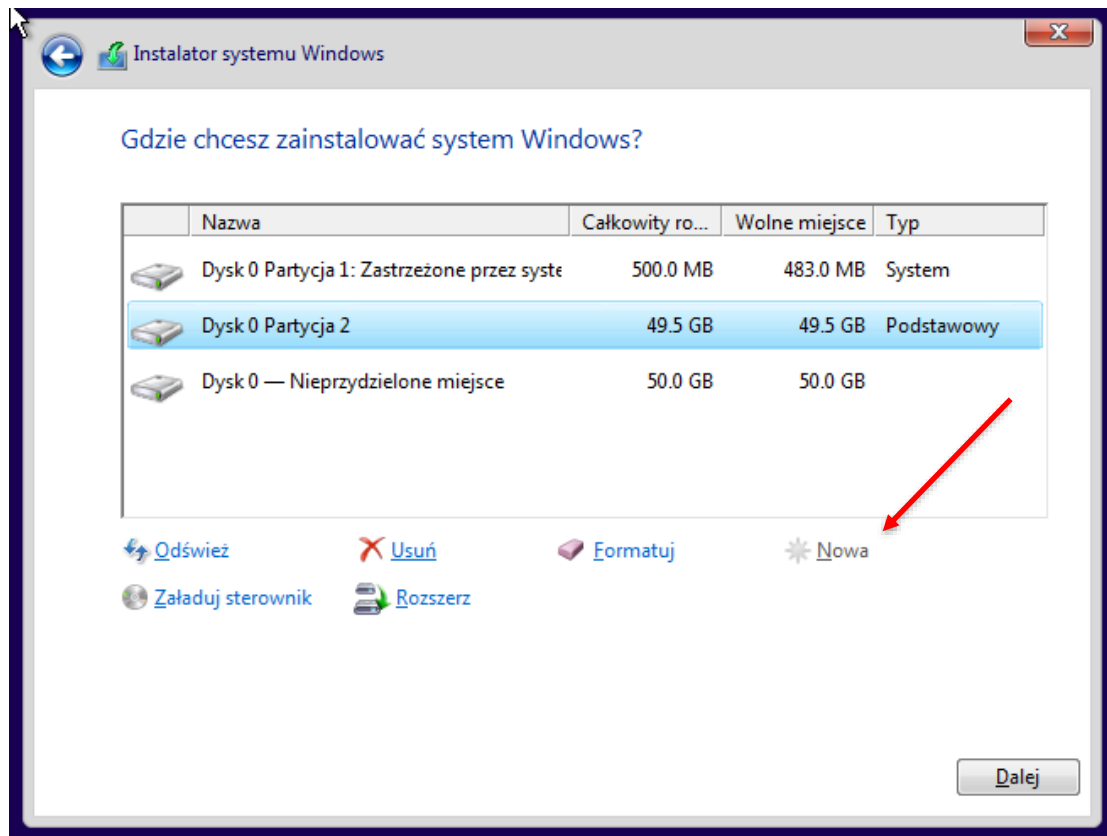 Instalator systemu Windows
Gdzie chcesz zainstalować system Windows?
Nazwa Całkowity ro... Wolne miejsce Typ
Dysk 0 Partycja 1: Zastrzeżone przez syste 500.0 MB 483.0 MB System
Dysk 0 Partycja 2 49.5 GB 49.5 GB Podstawowy
Dysk 0 — Nieprzydzielone miejsce 50.0 GB 50.0 GB
Odśwież Usuń Formatuj Nowa
Załaduj sterownik Rozszerz
Dalej